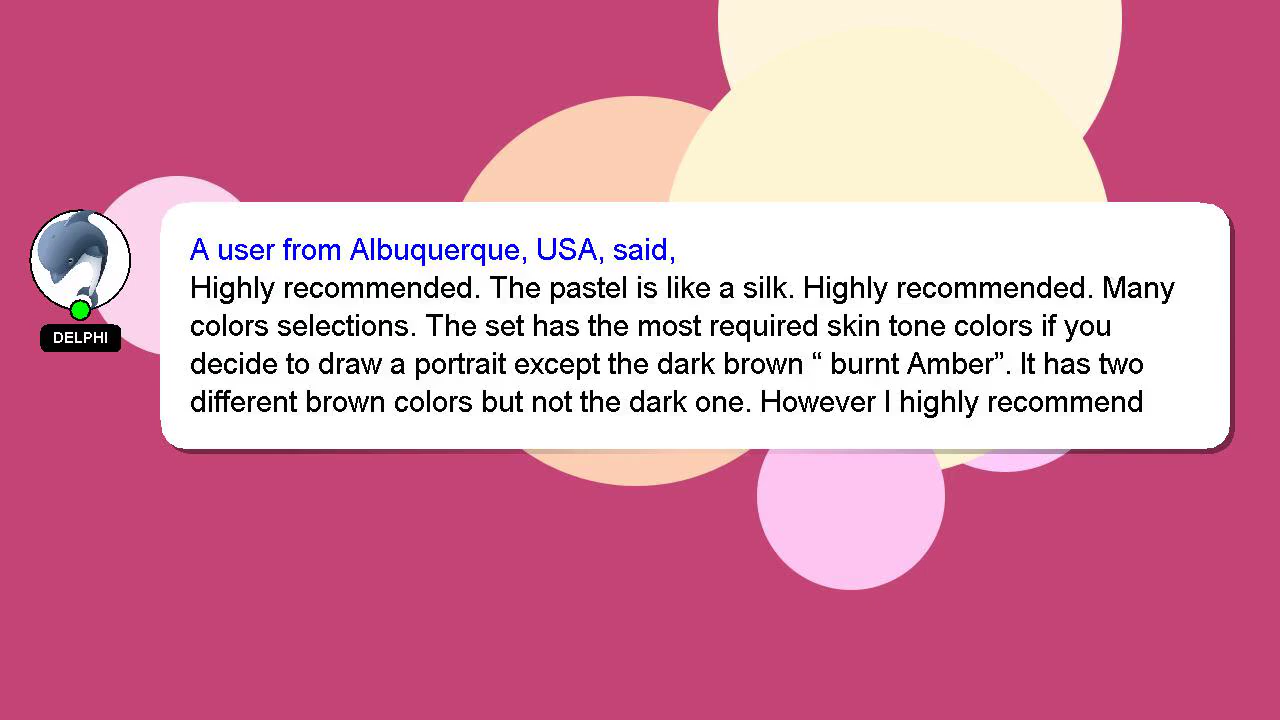 A user from Albuquerque, USA, said,
Highly recommended. The pastel is like a silk. Highly recommended. Many
colors selections. The set has the most required skin tone colors if you
decide to draw a portrait except the dark brown “ burnt Amber”. It has two
different brown colors but not the dark one. However I highly recommend
DELPHI